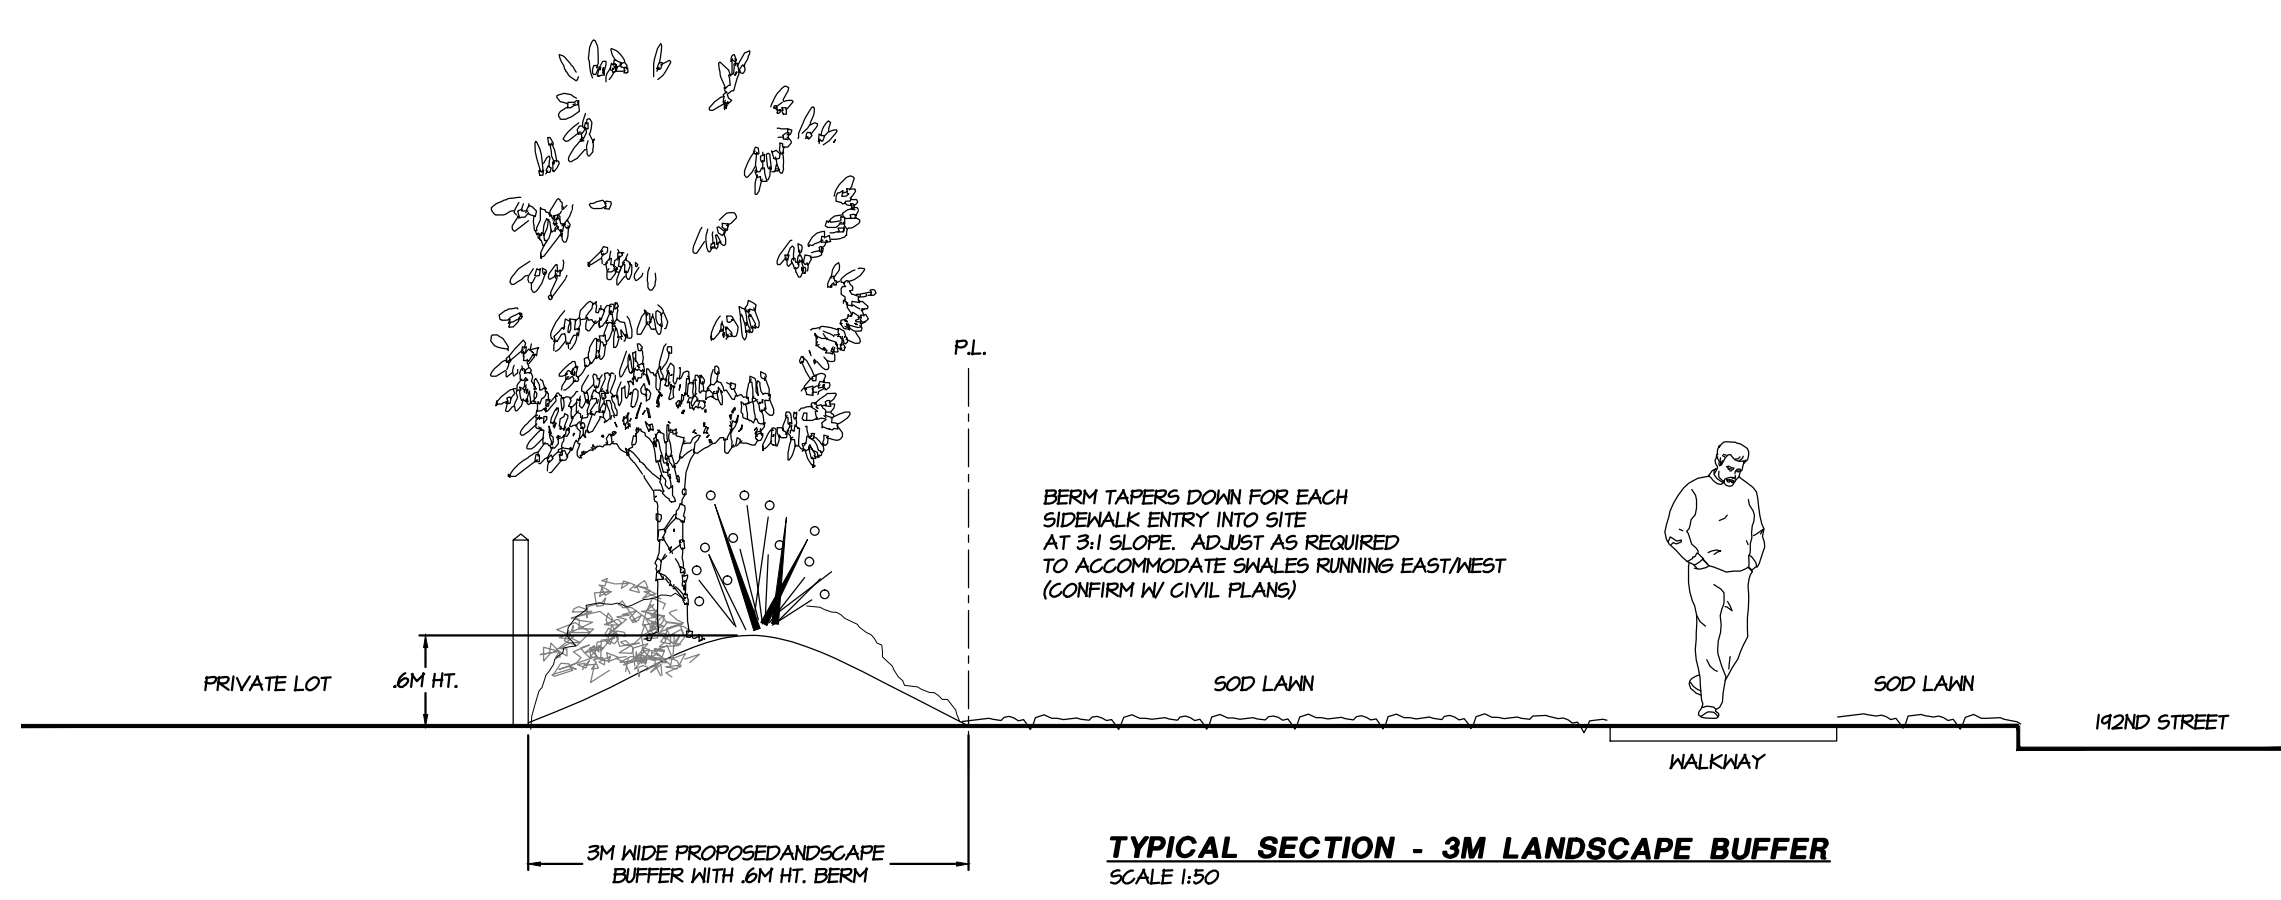 P.L.
BERM TAPERS DOWN FOR EACH
SIDEWALK ENTRY INTO SITE
AT 3:1 SLOPE. ADJUST AS REQUIRED
TO ACCOMMODATE SWALES RUNNING EAST/WEST
(CONFIRM W/ CIVIL PLANS)
PRIVATE LOT
.6M HT.
SOD LAWN
SOD LAWN
192ND STREET
WALKWAY
3M WIDE PROPOSEDANDSCAPE
BUFFER WITH .6M HT. BERM
TYPICAL SECTION - 3M LANDSCAPE BUFFER
SCALE 1:50